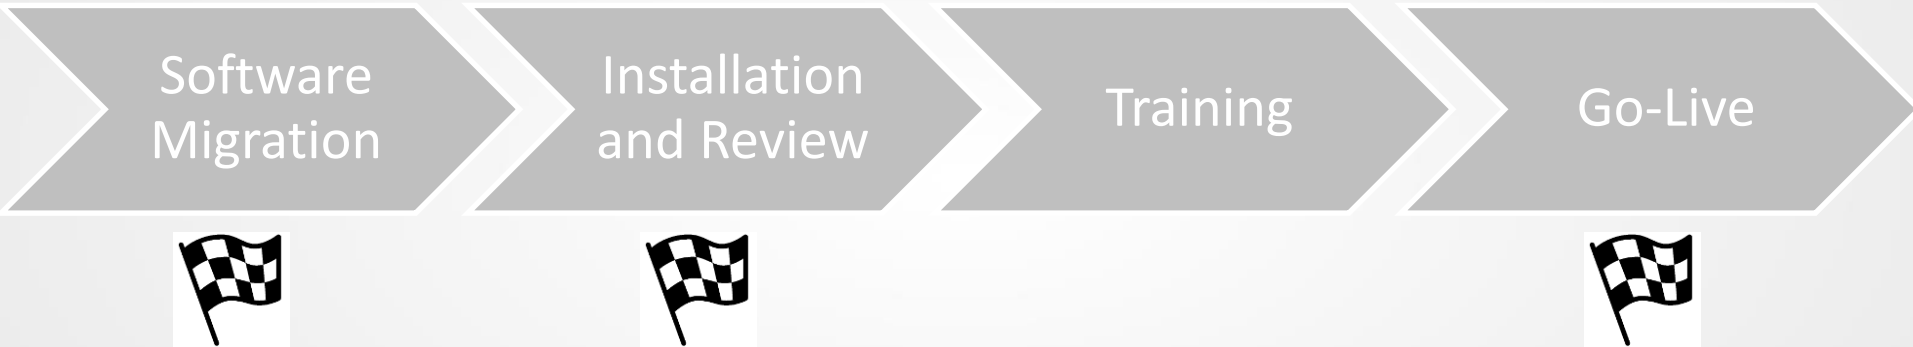 Software
Migration
Installation
and Review
Training
Go-Live